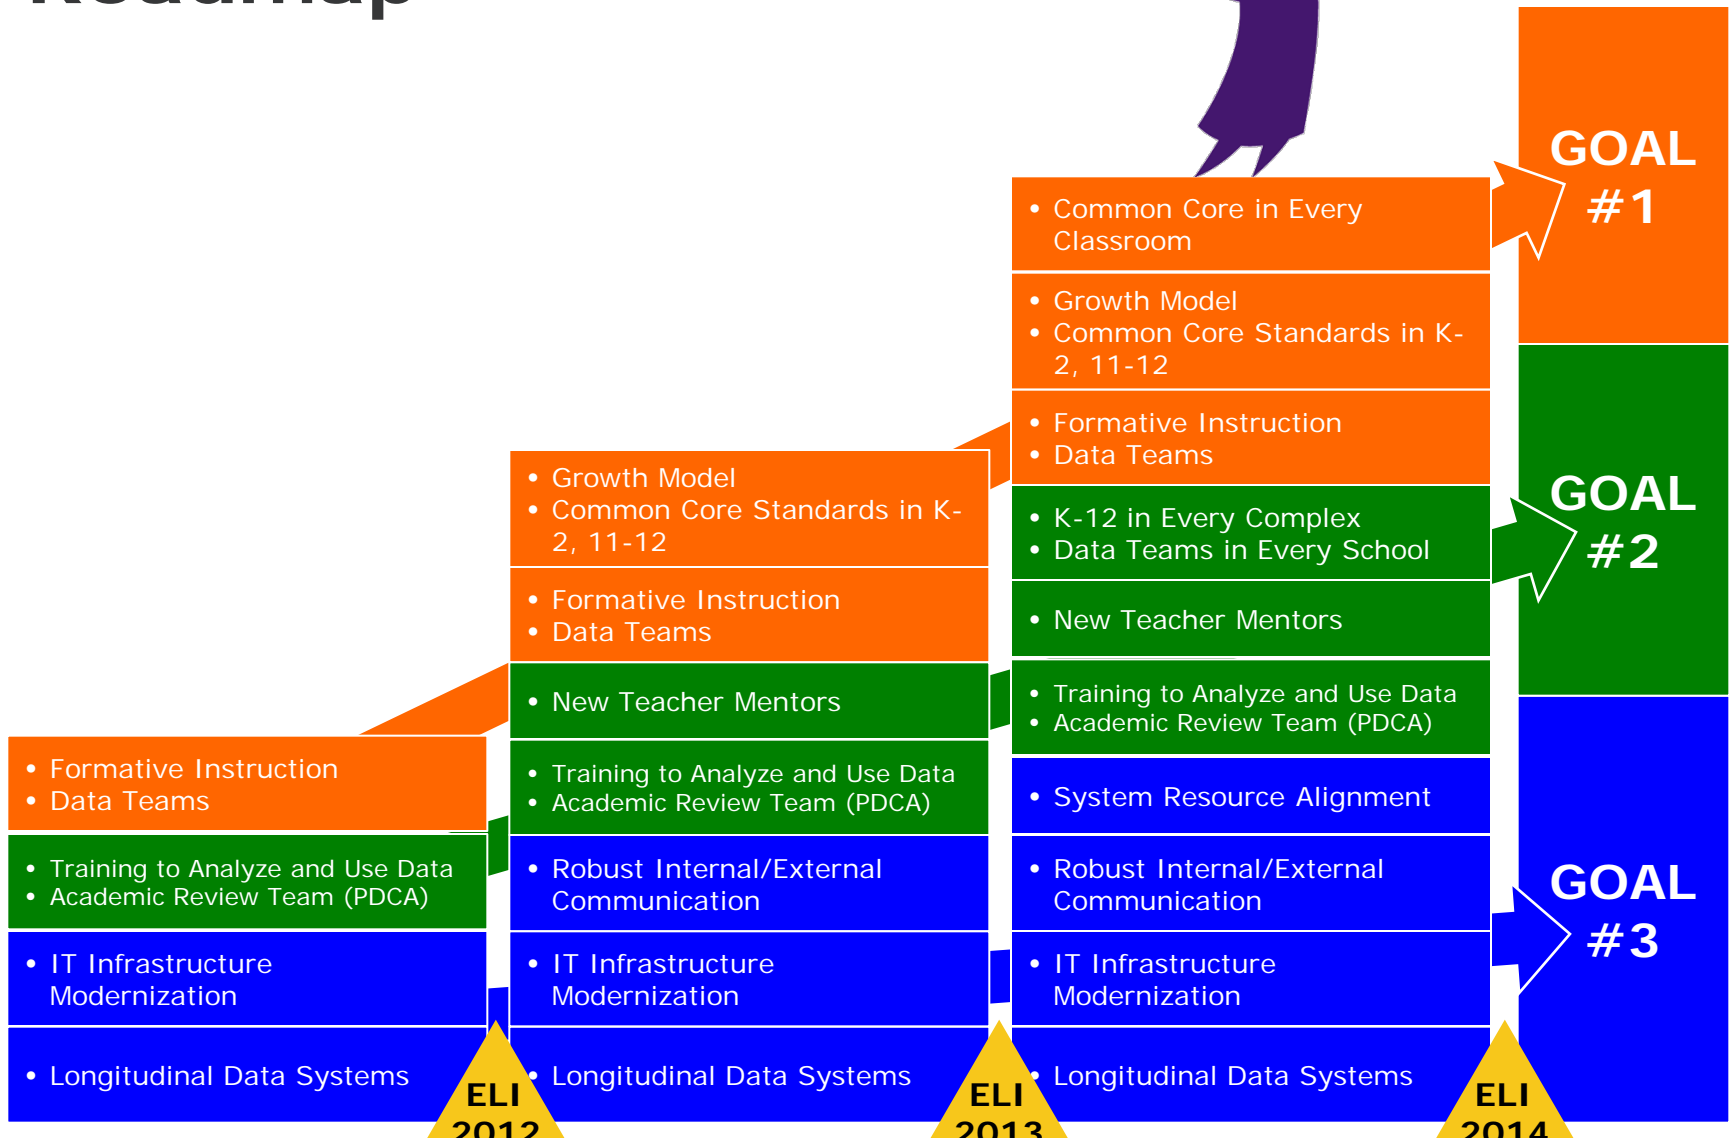 Roadmap
• Formative Instruction
• Data Teams
• Training to Analyze and Use Data
• Academic Review Team (PDCA)
• IT Infrastructure
Modernization
• Longitudinal Data Systems
ELI
2012
• Growth Model
• Common Core Standards in K-
2, 11-12
• Formative Instruction
• Data Teams
• New Teacher Mentors
• Training to Analyze and Use Data
• Academic Review Team (PDCA)
• Robust Internal/External
Communication
• IT Infrastructure
Modernization
• Longitudinal Data Systems
ELI
2013
• Common Core in Every
Classroom
• Growth Model
• Common Core Standards in K-
2, 11-12
• Formative Instruction
• Data Teams
• K-12 in Every Complex
• Data Teams in Every School
• New Teacher Mentors
• Training to Analyze and Use Data
• Academic Review Team (PDCA)
• System Resource Alignment
• Robust Internal/External
Communication
• IT Infrastructure
Modernization
• Longitudinal Data Systems
ELI
2014
GOAL
#1
GOAL
#2
GOAL
#3